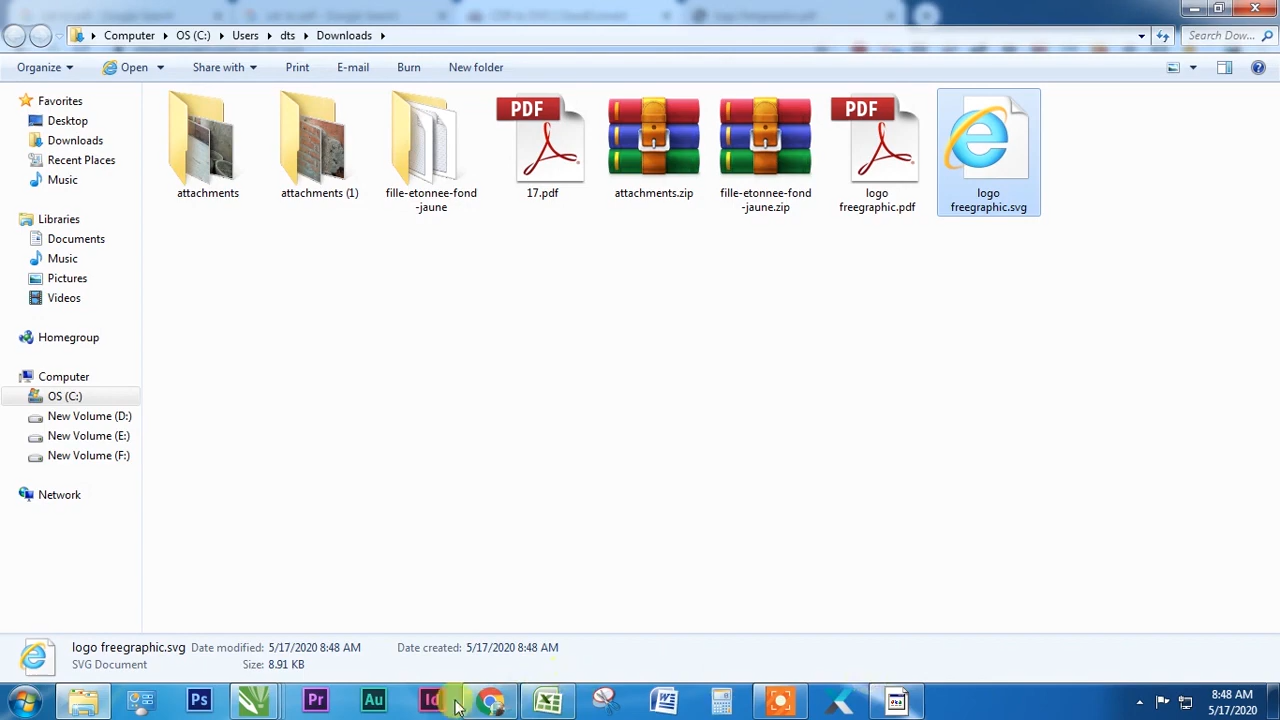 Computer
OS (C:)
Users
dts
Downloads
Search Dow...
Organize
Open
Share with
Print
E-mail
Burn
New folder
Favorites
Desktop
Downloads
Recent Places
Music
Libraries
Documents
Music
Pictures
Videos
Homegroup
Computer
OS (C:)
New Volume (D:)
New Volume (E:)
New Volume (F:)
Network
attachments
attachments (1)
fille-etonnee-fond
-jaune
PDF
17.pdf
attachments.zip
fille-etonnee-fond
-jaune.zip
PDF
logo
freegraphic.pdf
logo
freegraphic.svg
logo freegraphic.svg Date modified: 5/17/2020 8:48 AM Date created: 5/17/2020 8:48 AM
SVG Document Size: 8.91 KB
Ps
Pr
Au
Id
8:48 AM
5/17/2020